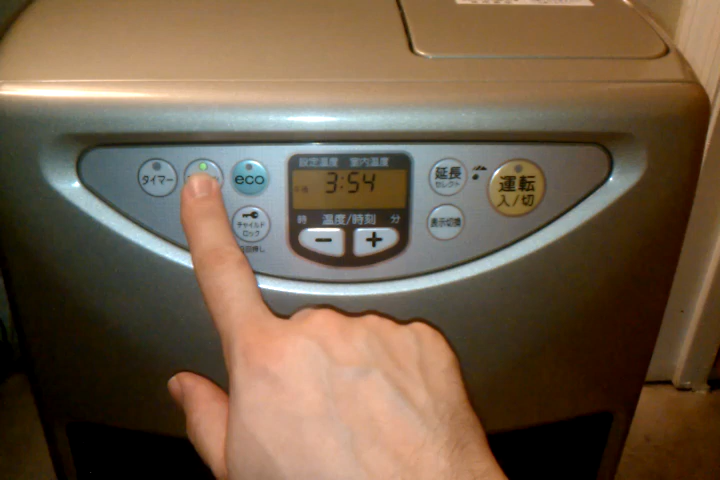 設定温度 室内温度
3:54
時 温度/時刻 分
− +
タイマー
eco
チャイルド
ロック
延長
セレクト
表示切換
運転
入/切